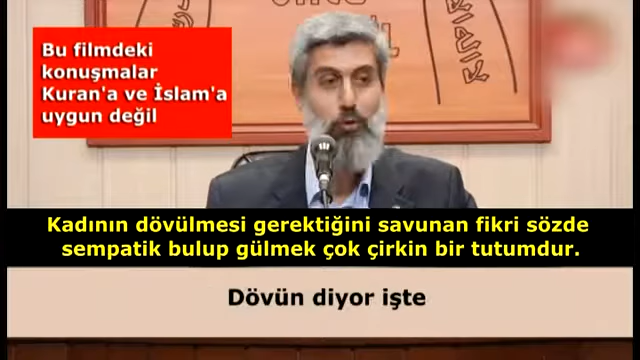 Bu filmdeki
konuşmalar
Kuran'a ve İslam'a
uygun değil
Kadının dövülmesi gerektiğini savunan fikri sözde
sempatik bulup gülmek çok çirkin bir tutumdur.
Dövün diyor işte